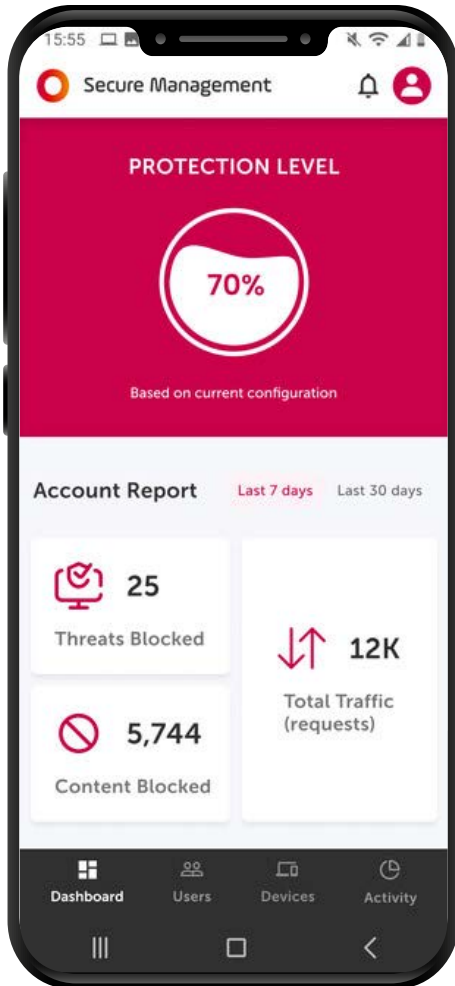 15:55
Secure Management
PROTECTION LEVEL
70%
Based on current configuration
Account Report
Last 7 days
Last 30 days
25
Threats Blocked
5,744
Content Blocked
12K
Total Traffic
(requests)
Dashboard
Users
Devices
Activity